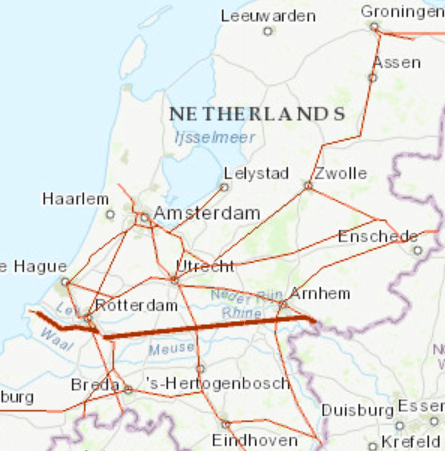 Groningen
Leeuwarden
Assen
NETHERLANDS
Ijsselmeer
Lelystad
Zwolle
Haarlem
Amsterdam
Enschede
e Hague
Utrecht
Neder Rijn
Arnhem
Lek
Rotterdam
Rhine
Waal
Meuse
Breda
's-Hertogenbosch
burg
Duisburg
Essen
Eindhoven
Krefeld